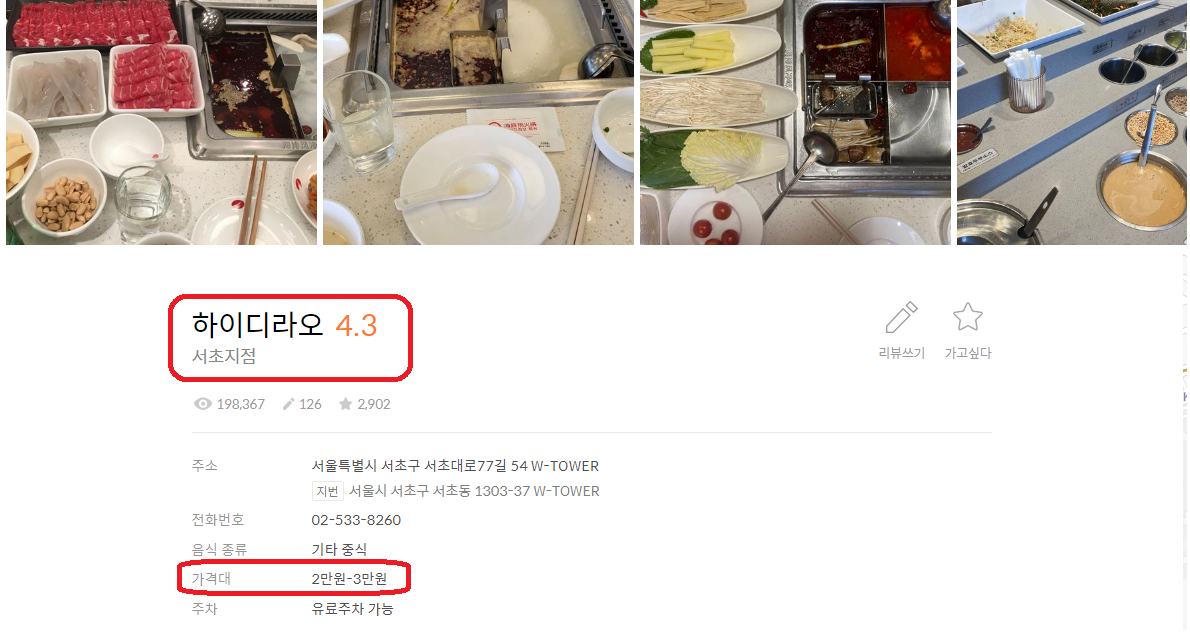 하이디라오 4.3
서초지점
리뷰쓰기
가고싶다
198,367 126 2,902
주소 서울특별시 서초구 서초대로77길 54 W-TOWER
지번 서울시 서초구 서초동 1303-37 W-TOWER
전화번호 02-533-8260
음식 종류 기타 중식
가격대 2만원-3만원
주차 유료주차 가능